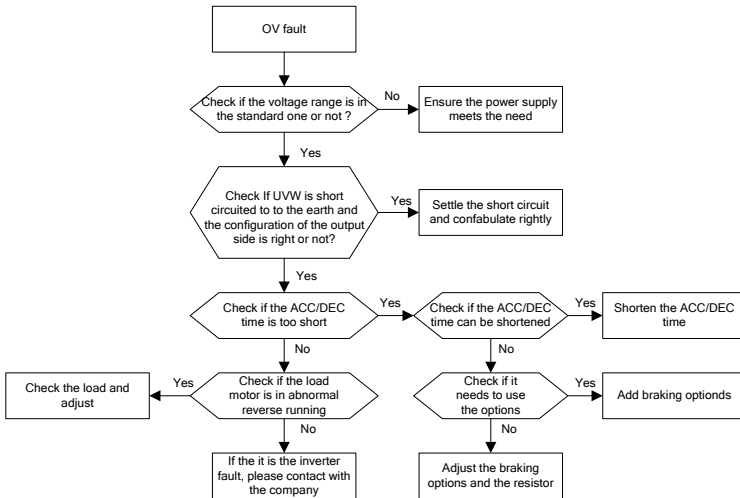 OV fault
Check if the voltage range is in
the standard one or not ?
No
Ensure the power supply
meets the need
Yes
Check If UVW is short
circuited to to the earth and
the configuration of the output
side is right or not?
Yes
Settle the short circuit
and confabulate rightly
Yes
Check if the ACC/DEC
time is too short
Yes
Check if the ACC/DEC
time can be shortened
Yes
Shorten the ACC/DEC
time
No
No
Check the load and
adjust
Yes
Check if the load
motor is in abnormal
reverse running
Check if it
needs to use
the options
Yes
Add braking optionds
No
No
If the it is the inverter
fault, please contact with
the company
Adjust the braking
options and the resistor